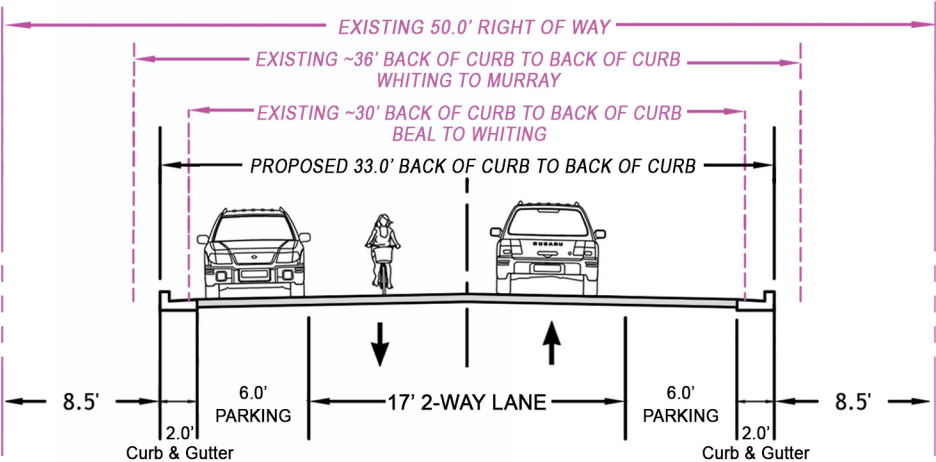 EXISTING 50.0' RIGHT OF WAY
EXISTING ~36' BACK OF CURB TO BACK OF CURB
WHITING TO MURRAY
EXISTING ~30' BACK OF CURB TO BACK OF CURB
BEAL TO WHITING
PROPOSED 33.0' BACK OF CURB TO BACK OF CURB
SUBARU
8.5'
6.0'
PARKING
17' 2-WAY LANE
6.0'
PARKING
8.5'
2.0'
Curb & Gutter
2.0'
Curb & Gutter